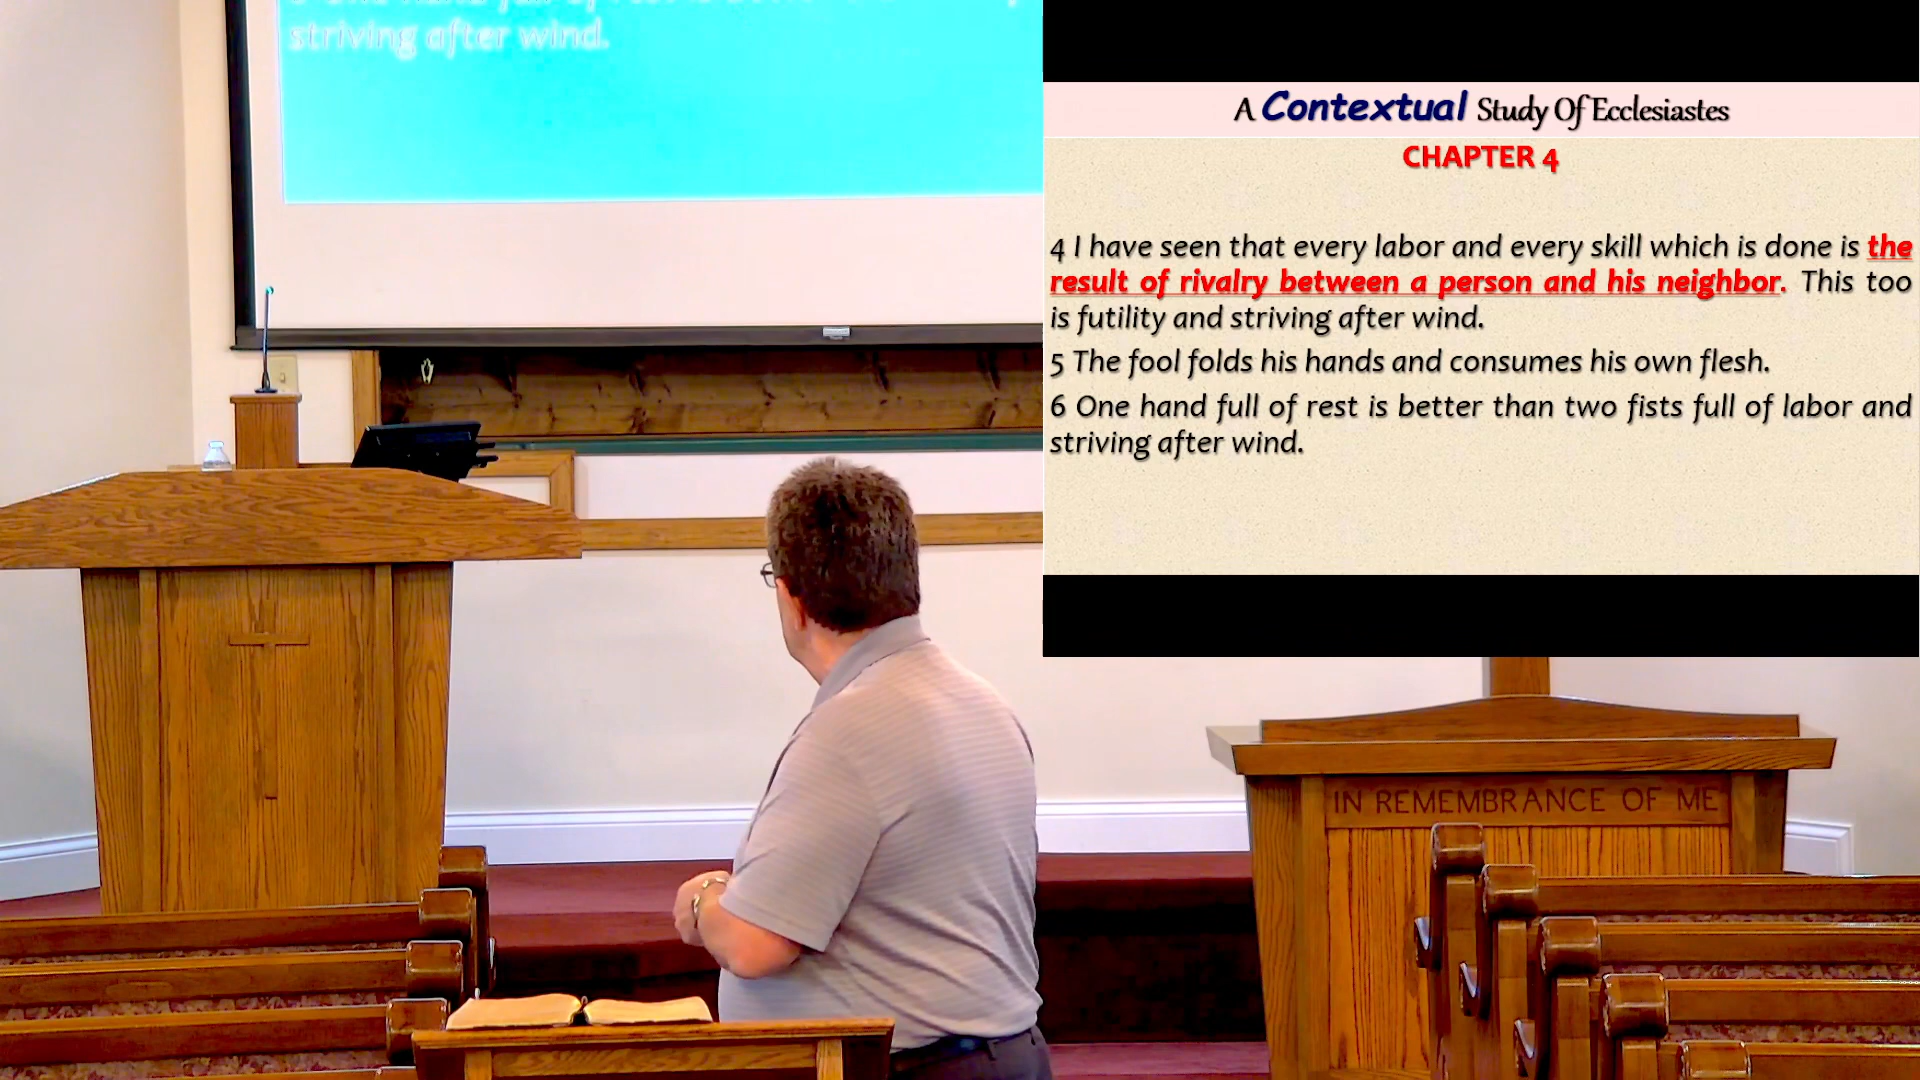 striving after wind.
A Contextual Study Of Ecclesiastes
CHAPTER 4
4 I have seen that every labor and every skill which is done is the
result of rivalry between a person and his neighbor. This too
is futility and striving after wind.
5 The fool folds his hands and consumes his own flesh.
6 One hand full of rest is better than two fists full of labor and
striving after wind.
IN REMEMBRANCE OF ME